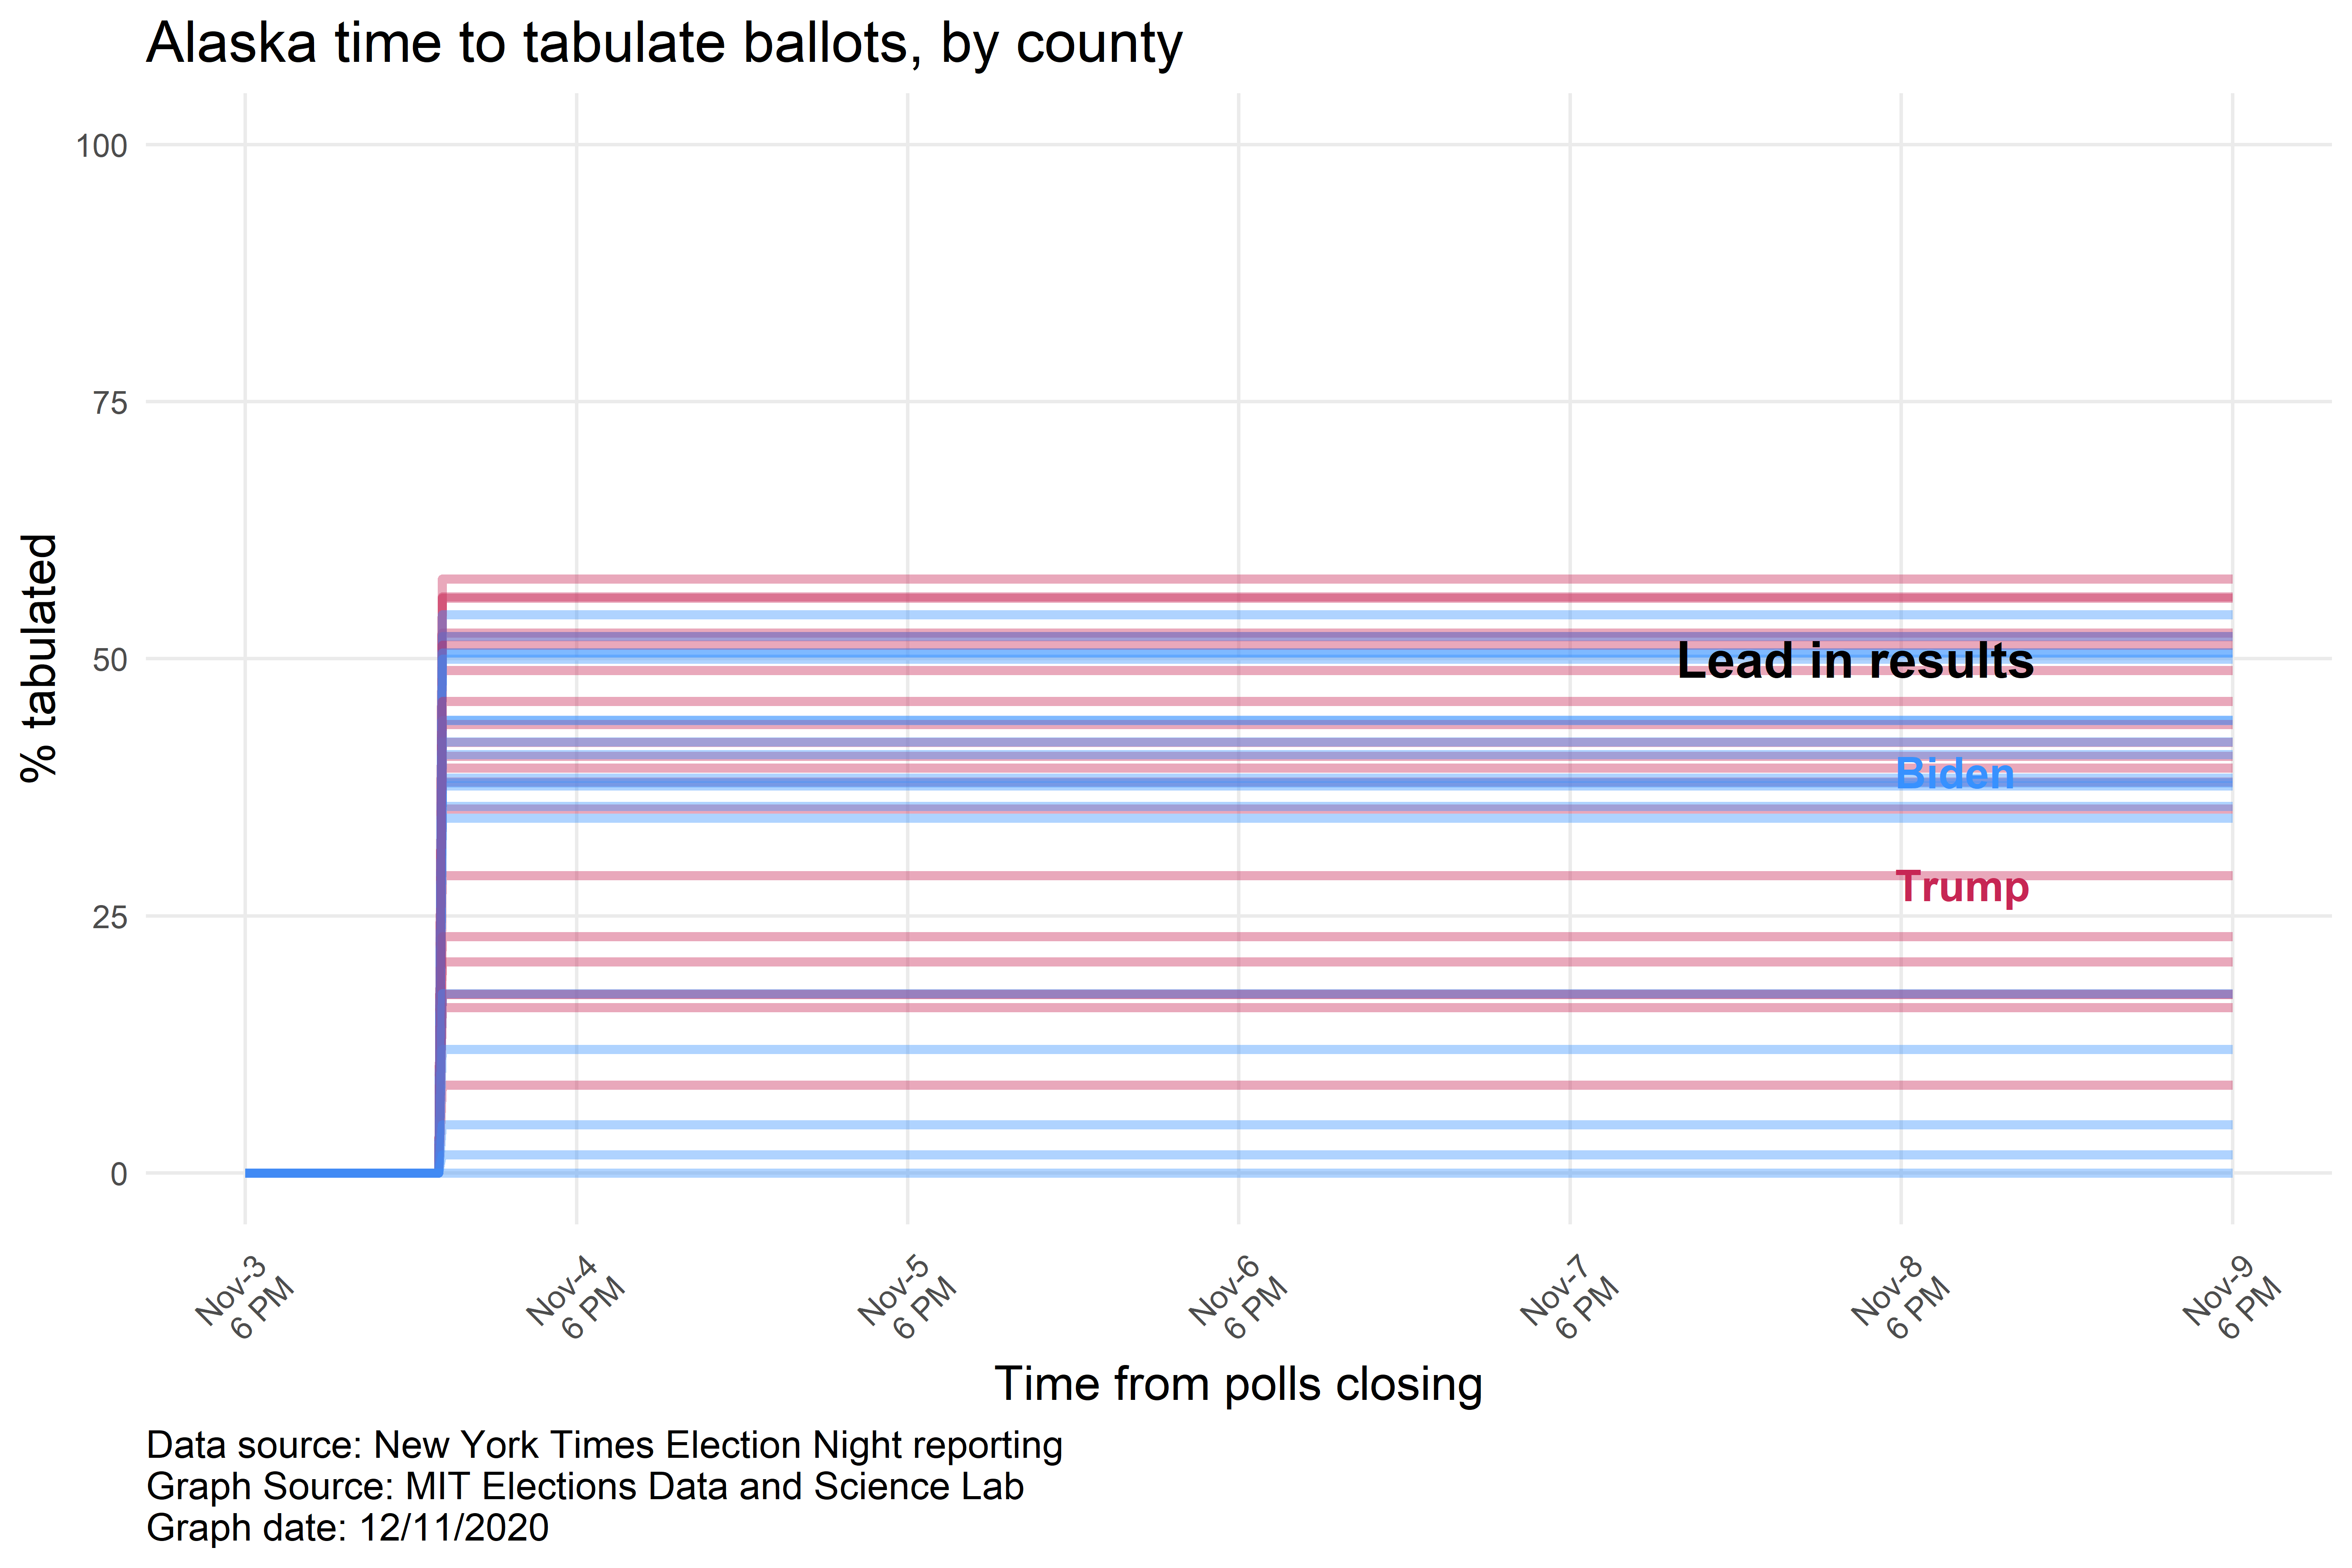 Alaska time to tabulate ballots, by county
100
75
50
25
0
% tabulated
Lead in results
Biden
Trump
Nov-3
6 PM
Nov-4
6 PM
Nov-5
6 PM
Nov-6
6 PM
Nov-7
6 PM
Nov-8
6 PM
Nov-9
6 PM
Time from polls closing
Data source: New York Times Election Night reporting
Graph Source: MIT Elections Data and Science Lab
Graph date: 12/11/2020